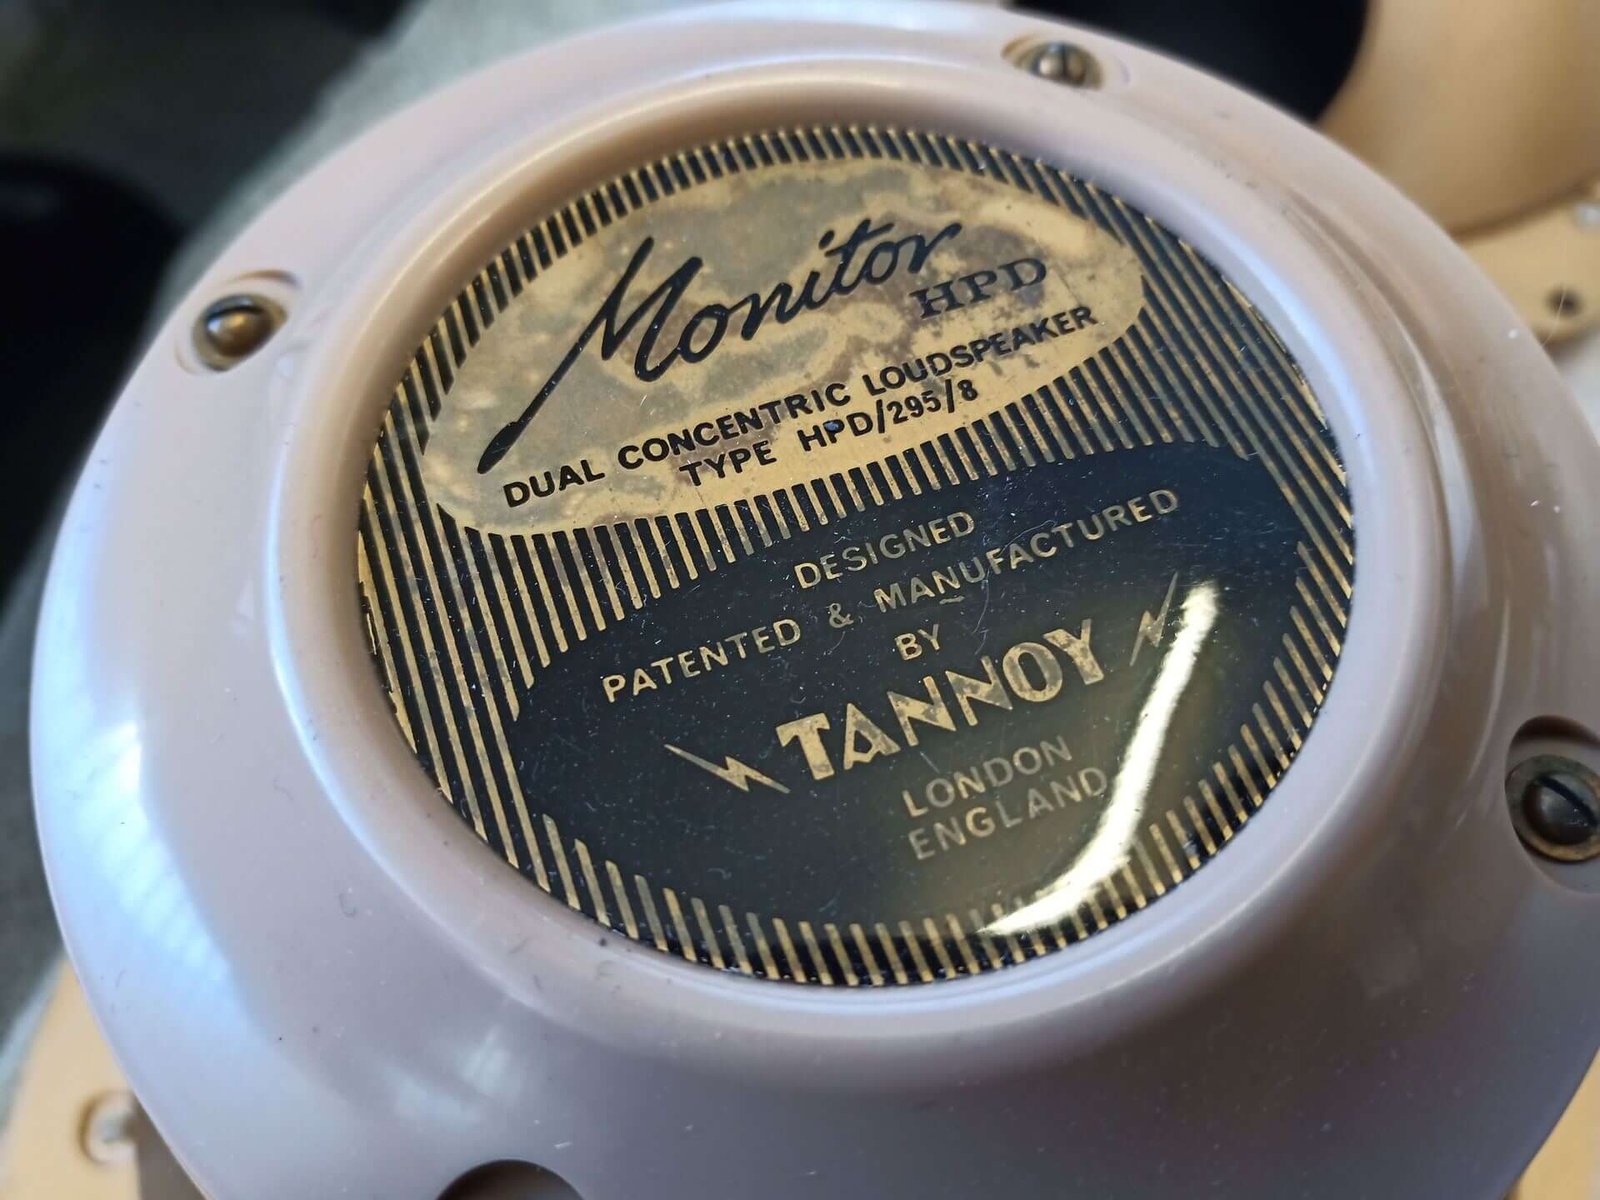 Monitor
HPD
DUAL CONCENTRIC LOUDSPEAKER
TYPE HPD/295/8
DESIGNED
PATENTED & MANUFACTURED
BY
TANNOY
LONDON
ENGLAND